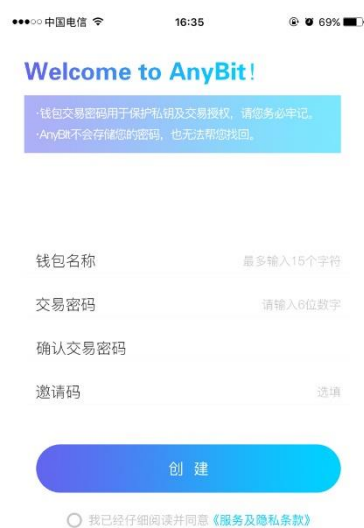 中国电信 16:35 69%
Welcome to AnyBit!
·钱包交易密码用于保护私钥及交易授权，请您务必牢记。
·AnyBit不会存储您的密码，也无法帮您找回。
钱包名称 最多输入15个字符
交易密码 请输入6位数字
确认交易密码
邀请码 选填
创建
我已经仔细阅读并同意《服务及隐私条款》